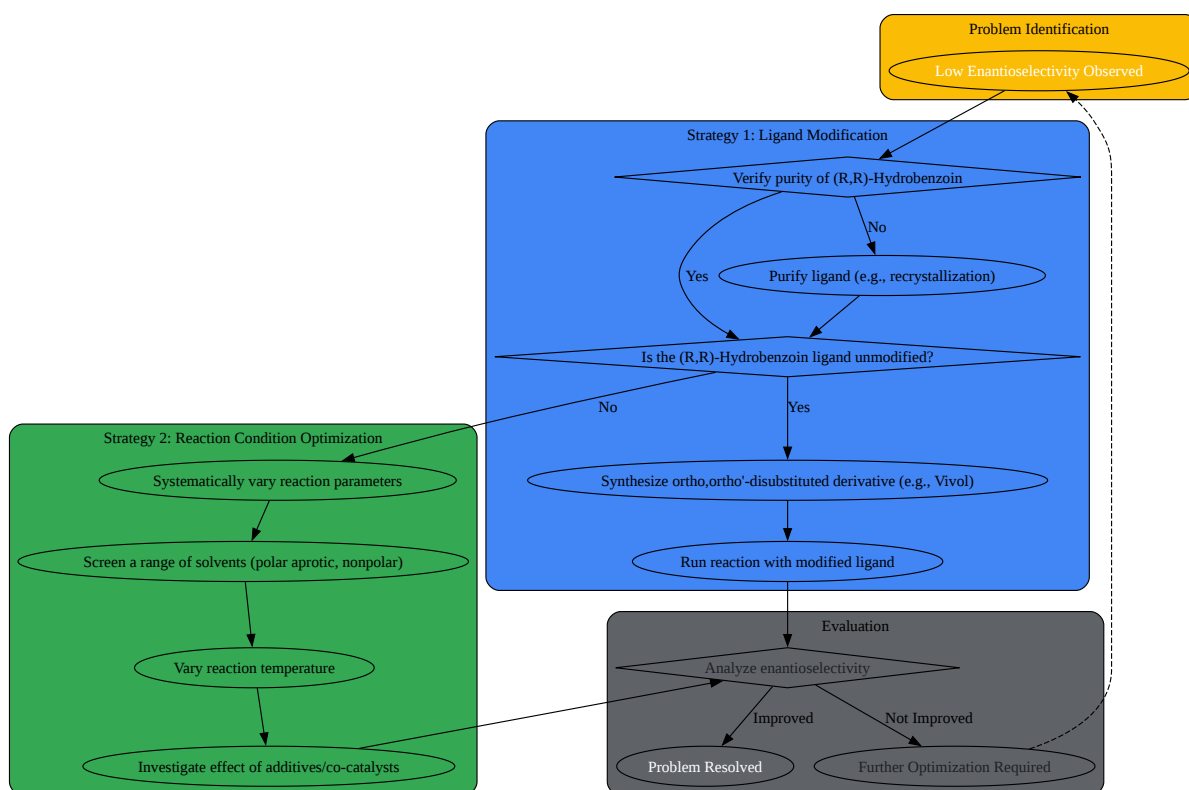 Problem Identification
Low Enantioselectivity Observed
Strategy 1: Ligand Modification
Verify purity of (R,R)-Hydrobenzoin
No
Yes
Purify ligand (e.g., recrystallization)
Is the (R,R)-Hydrobenzoin ligand unmodified?
No
Yes
Strategy 2: Reaction Condition Optimization
Systematically vary reaction parameters
Synthesize ortho,ortho'-disubstituted derivative (e.g., Vivol)
Screen a range of solvents (polar aprotic, nonpolar)
Run reaction with modified ligand
Evaluation
Vary reaction temperature
Analyze enantioselectivity
Improved
Not Improved
Investigate effect of additives/co-catalysts
Problem Resolved
Further Optimization Required